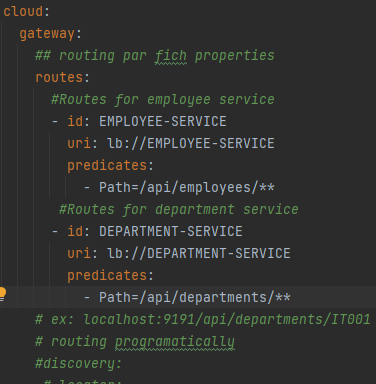 cloud:
gateway:
## routing par fich properties
routes:
#Routes for employee service
- id: EMPLOYEE-SERVICE
uri: lb://EMPLOYEE-SERVICE
predicates:
- Path=/api/employees/**
#Routes for department service
- id: DEPARTMENT-SERVICE
uri: lb://DEPARTMENT-SERVICE
predicates:
- Path=/api/departments/**
# ex: localhost:9191/api/departments/IT001
# routing programatically
#discovery:
# locator: